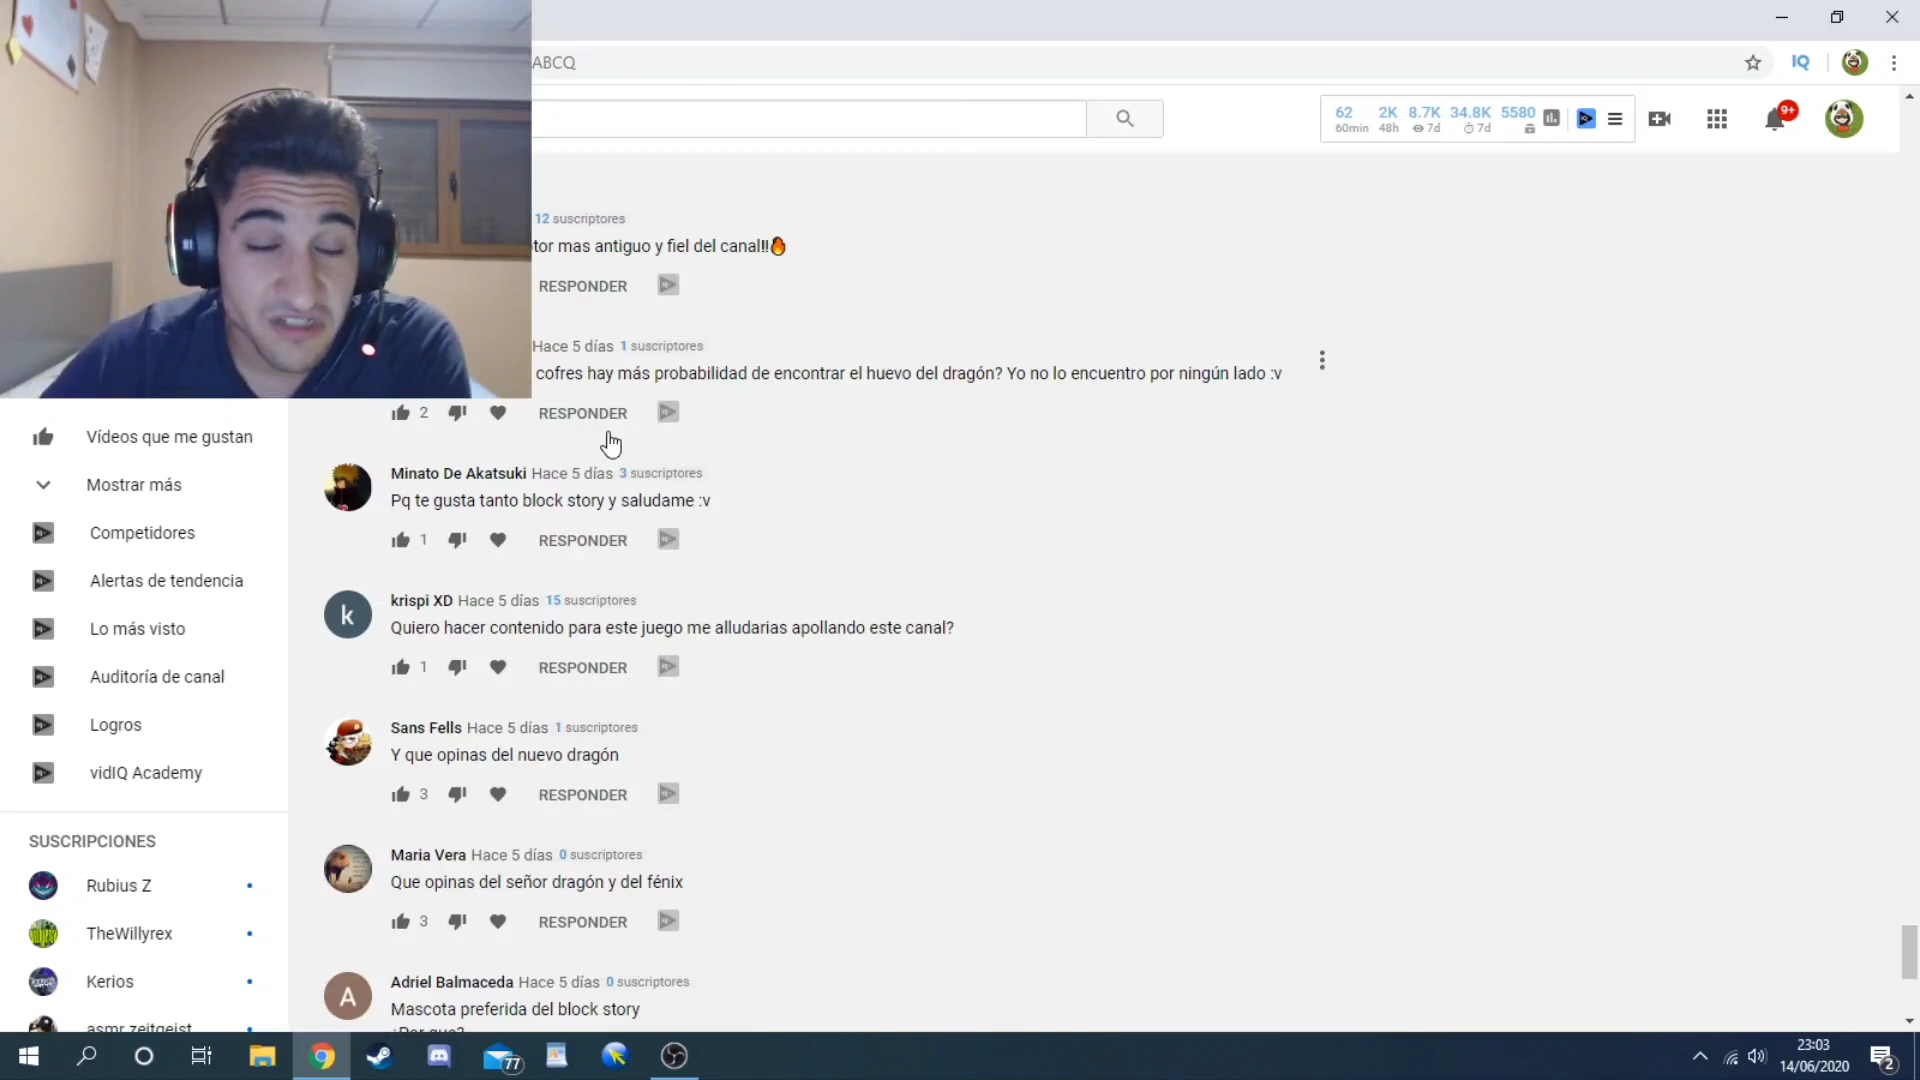 ABCQ
62 2K 8.7K 34.8K 5580
60min 48h 7d 7d
9+
12 suscriptores
tor mas antiguo y fiel del canal!!🔥
RESPONDER
Hace 5 días 1 suscriptores
cofres hay más probabilidad de encontrar el huevo del dragón? Yo no lo encuentro por ningún lado :v
2 RESPONDER
Minato De Akatsuki Hace 5 días 3 suscriptores
Pq te gusta tanto block story y saludame :v
1 RESPONDER
krispi XD Hace 5 días 15 suscriptores
Quiero hacer contenido para este juego me alludarias apollando este canal?
1 RESPONDER
Sans Fells Hace 5 días 1 suscriptores
Y que opinas del nuevo dragón
3 RESPONDER
Maria Vera Hace 5 días 0 suscriptores
Que opinas del señor dragón y del fénix
3 RESPONDER
Adriel Balmaceda Hace 5 días 0 suscriptores
Mascota preferida del block story
¿Por que?
Vídeos que me gustan
Mostrar más
Competidores
Alertas de tendencia
Lo más visto
Auditoría de canal
Logros
vidIQ Academy
SUSCRIPCIONES
Rubius Z
TheWillyrex
Kerios
asmr zeitgeist
IQ
k
A
77
23:03
14/06/2020
2